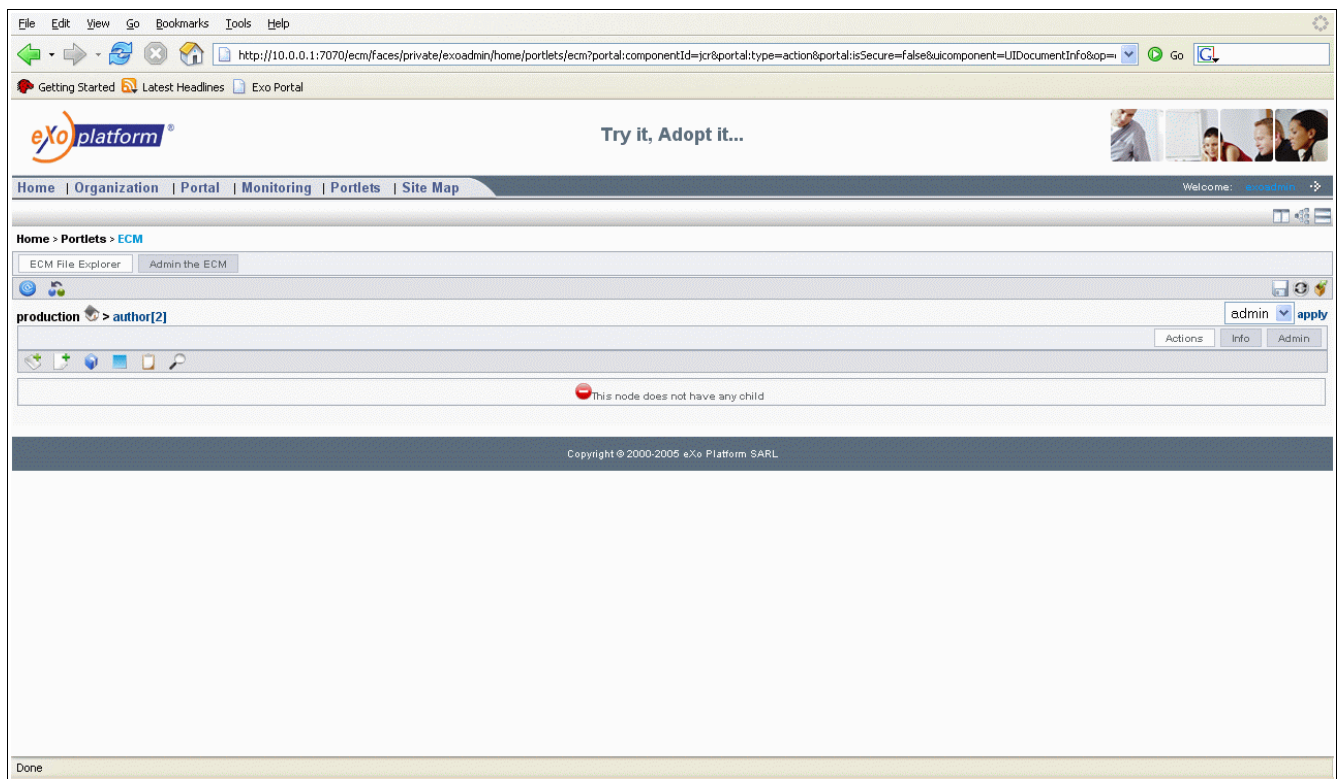 File Edit View Go Bookmarks Tools Help
http://10.0.0.1:7070/ecm/faces/private/exoadmin/home/portlets/ecm?portal:componentId=jcr&portal:type=action&portal:isSecure=false&uicomponent=UIDocumentInfo&op= Go G
Getting Started Latest Headlines Exo Portal
eXo platform ® Try it, Adopt it...
Home | Organization | Portal | Monitoring | Portlets | Site Map Welcome: exoadmin
Home > Portlets > ECM
ECM File Explorer Admin the ECM
production > author[2] admin apply
Actions Info Admin
This node does not have any child
Copyright © 2000-2005 eXo Platform SARL
Done